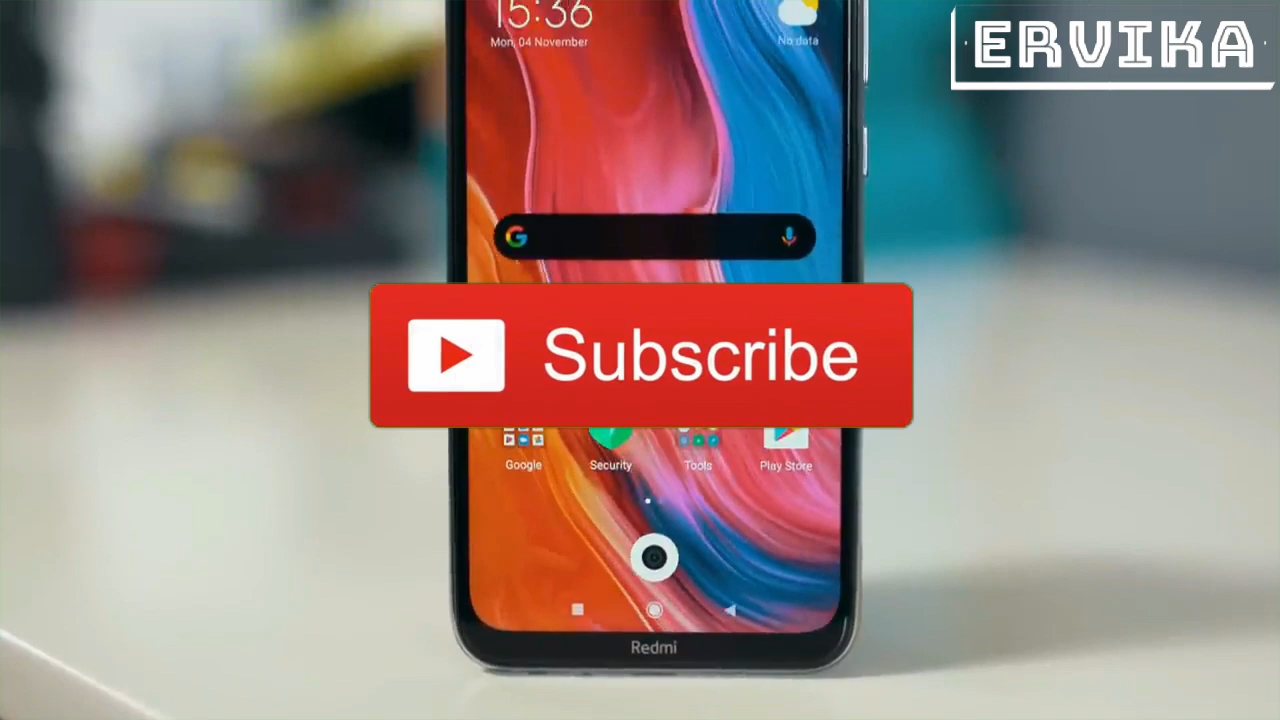 15:36
Mon, 04 November
No data
ERVIKA
Subscribe
Google
Security
Tools
Play Store
Redmi